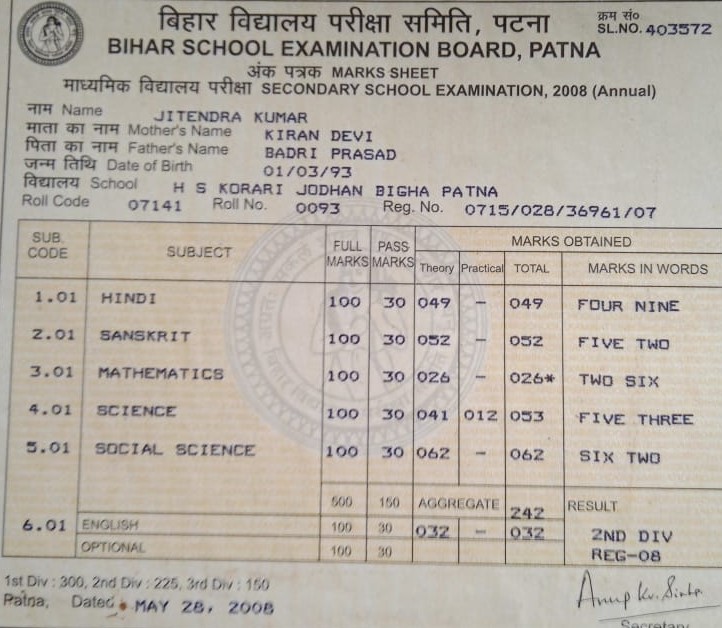 बिहार विद्यालय परीक्षा समिति, पटना
क्रम सं०
SL.NO. 403572
BIHAR SCHOOL EXAMINATION BOARD, PATNA
अंक पत्रक MARKS SHEET
माध्यमिक विद्यालय परीक्षा SECONDARY SCHOOL EXAMINATION, 2008 (Annual)
नाम Name JITENDRA KUMAR
माता का नाम Mother's Name KIRAN DEVI
पिता का नाम Father's Name BADRI PRASAD
जन्म तिथि Date of Birth 01/03/93
विद्यालय School H S KORARI JODHAN BIGHA PATNA
Roll Code 07141 Roll No. 0093 Reg. No. 0715/028/36961/07
SUB. CODE SUBJECT FULL MARKS PASS MARKS MARKS OBTAINED
Theory Practical TOTAL MARKS IN WORDS
1.01 HINDI 100 30 049 - 049 FOUR NINE
2.01 SANSKRIT 100 30 052 - 052 FIVE TWO
3.01 MATHEMATICS 100 30 026 - 026* TWO SIX
4.01 SCIENCE 100 30 041 012 053 FIVE THREE
5.01 SOCIAL SCIENCE 100 30 062 - 062 SIX TWO
500 150 AGGREGATE 242 RESULT
6.01 ENGLISH 100 30 032 - 032 2ND DIV
OPTIONAL 100 30 REG-08
1st Div : 300, 2nd Div : 225, 3rd Div : 150
Patna, Dated MAY 28, 2008
Anup Kr. Sinha
Secretary